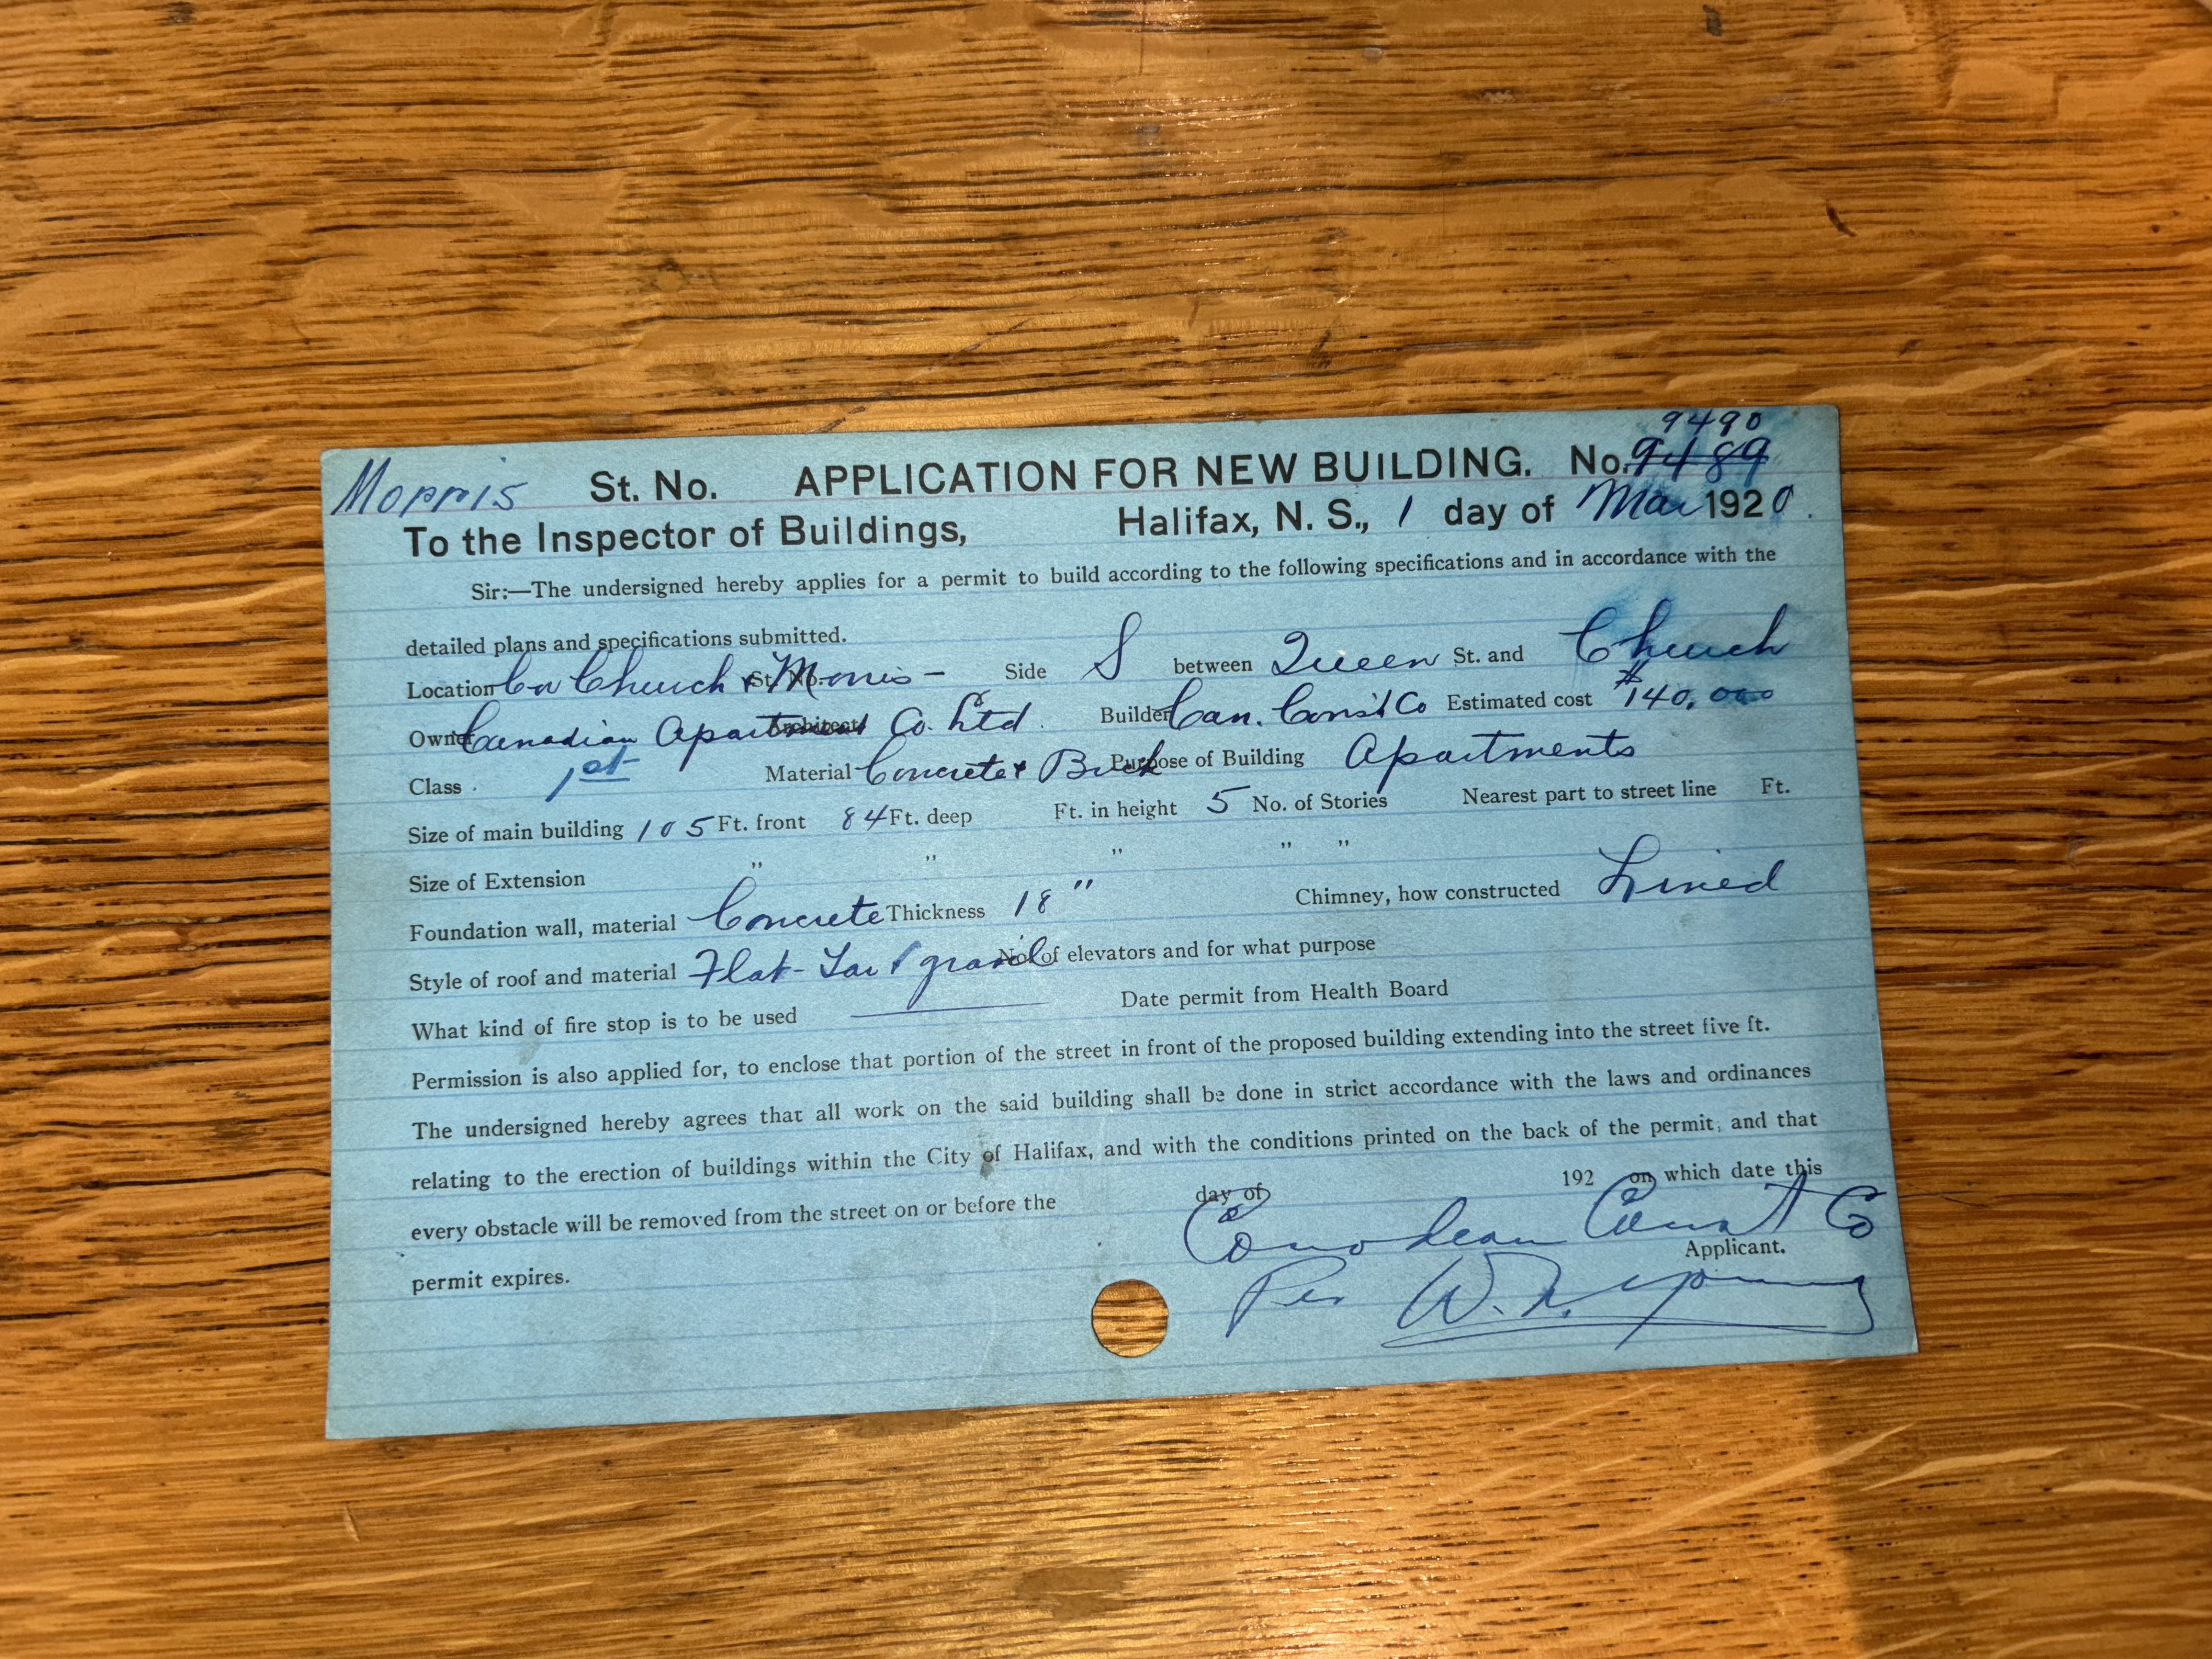 9490
Morris St. No. APPLICATION FOR NEW BUILDING. No. 9489
To the Inspector of Buildings, Halifax, N. S., 1 day of Mar 1920.
Sir:—The undersigned hereby applies for a permit to build according to the following specifications and in accordance with the
detailed plans and specifications submitted.
Location Cor Church & Morris - St. No. Side S between Queen St. and Church
Owner Canadian Apartment Co. Ltd. Architect Builder Can. Const Co Estimated cost $140,000
Class 1st Material Concrete & Brick Purpose of Building Apartments
Size of main building 105 Ft. front 84 Ft. deep Ft. in height 5 No. of Stories Nearest part to street line Ft.
Size of Extension " " " " "
Foundation wall, material Concrete Thickness 18" Chimney, how constructed Lined
Style of roof and material Flat - Tar & gravel No. of elevators and for what purpose
What kind of fire stop is to be used Date permit from Health Board
Permission is also applied for, to enclose that portion of the street in front of the proposed building extending into the street five ft.
The undersigned hereby agrees that all work on the said building shall be done in strict accordance with the laws and ordinances
relating to the erection of buildings within the City of Halifax, and with the conditions printed on the back of the permit; and that
every obstacle will be removed from the street on or before the day of 192 on which date this
permit expires.
Canadian Const Co
Applicant.
Per W. Young